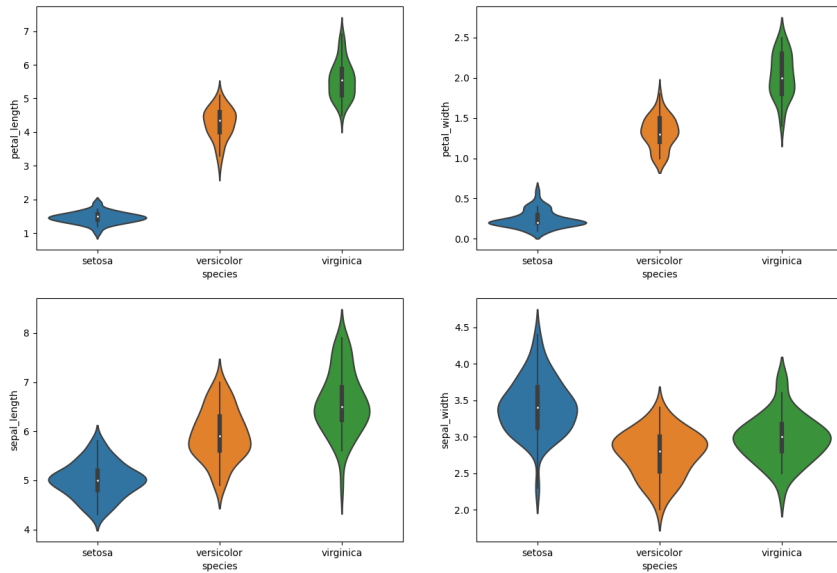 petal_length
7
6
5
4
3
2
1
setosa versicolor virginica
species
petal_width
2.5
2.0
1.5
1.0
0.5
0.0
setosa versicolor virginica
species
sepal_length
8
7
6
5
4
setosa versicolor virginica
species
sepal_width
4.5
4.0
3.5
3.0
2.5
2.0
setosa versicolor virginica
species